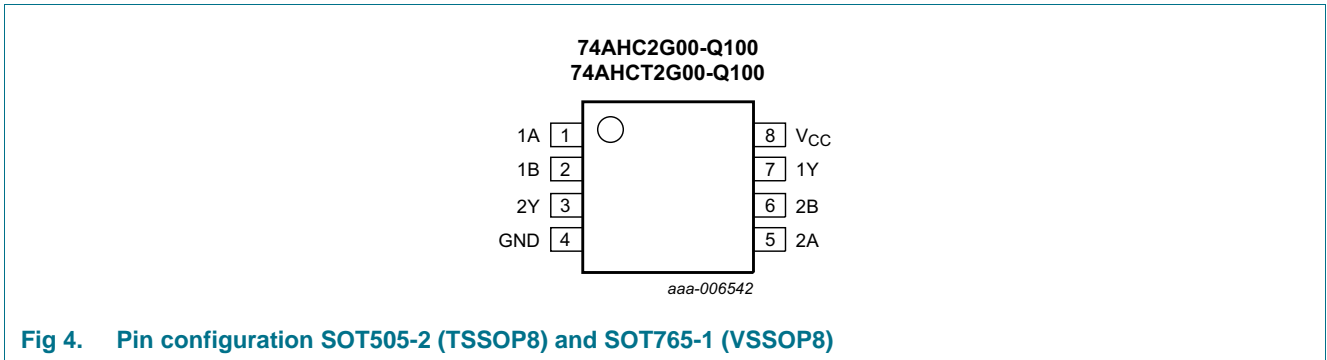 74AHC2G00-Q100
74AHCT2G00-Q100
1A 1 8 VCC
1B 2 7 1Y
2Y 3 6 2B
GND 4 5 2A
aaa-006542
Fig 4. Pin configuration SOT505-2 (TSSOP8) and SOT765-1 (VSSOP8)